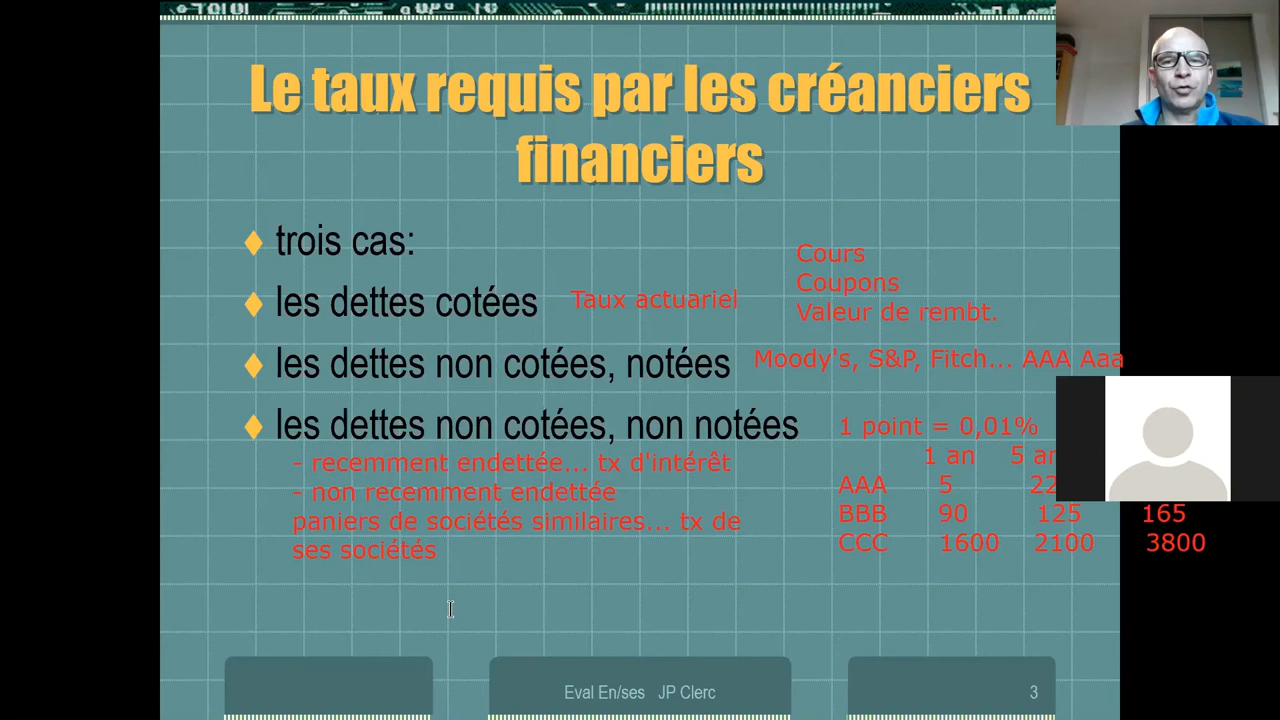 Le taux requis par les créanciers
financiers
trois cas:
les dettes cotées
Taux actuariel
Cours
Coupons
Valeur de rembt.
les dettes non cotées, notées
Moody's, S&P, Fitch... AAA Aaa
les dettes non cotées, non notées
- recemment endettée... tx d'intérêt
- non recemment endettée
paniers de sociétés similaires... tx de
ses sociétés
1 point = 0,01%
1 an 5 an
AAA 5 22
BBB 90 125 165
CCC 1600 2100 3800
Eval En/ses JP Clerc
3